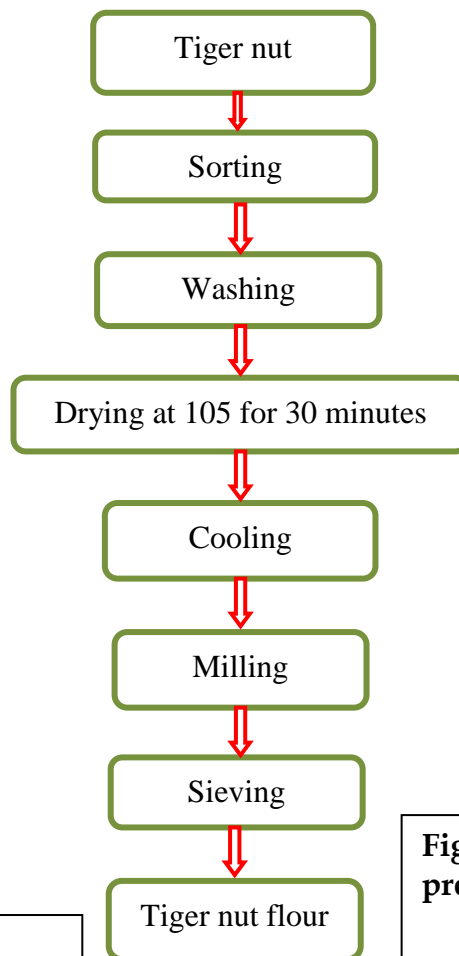 Tiger nut
Sorting
Washing
Drying at 105 for 30 minutes
Cooling
Milling
Sieving
Tiger nut flour